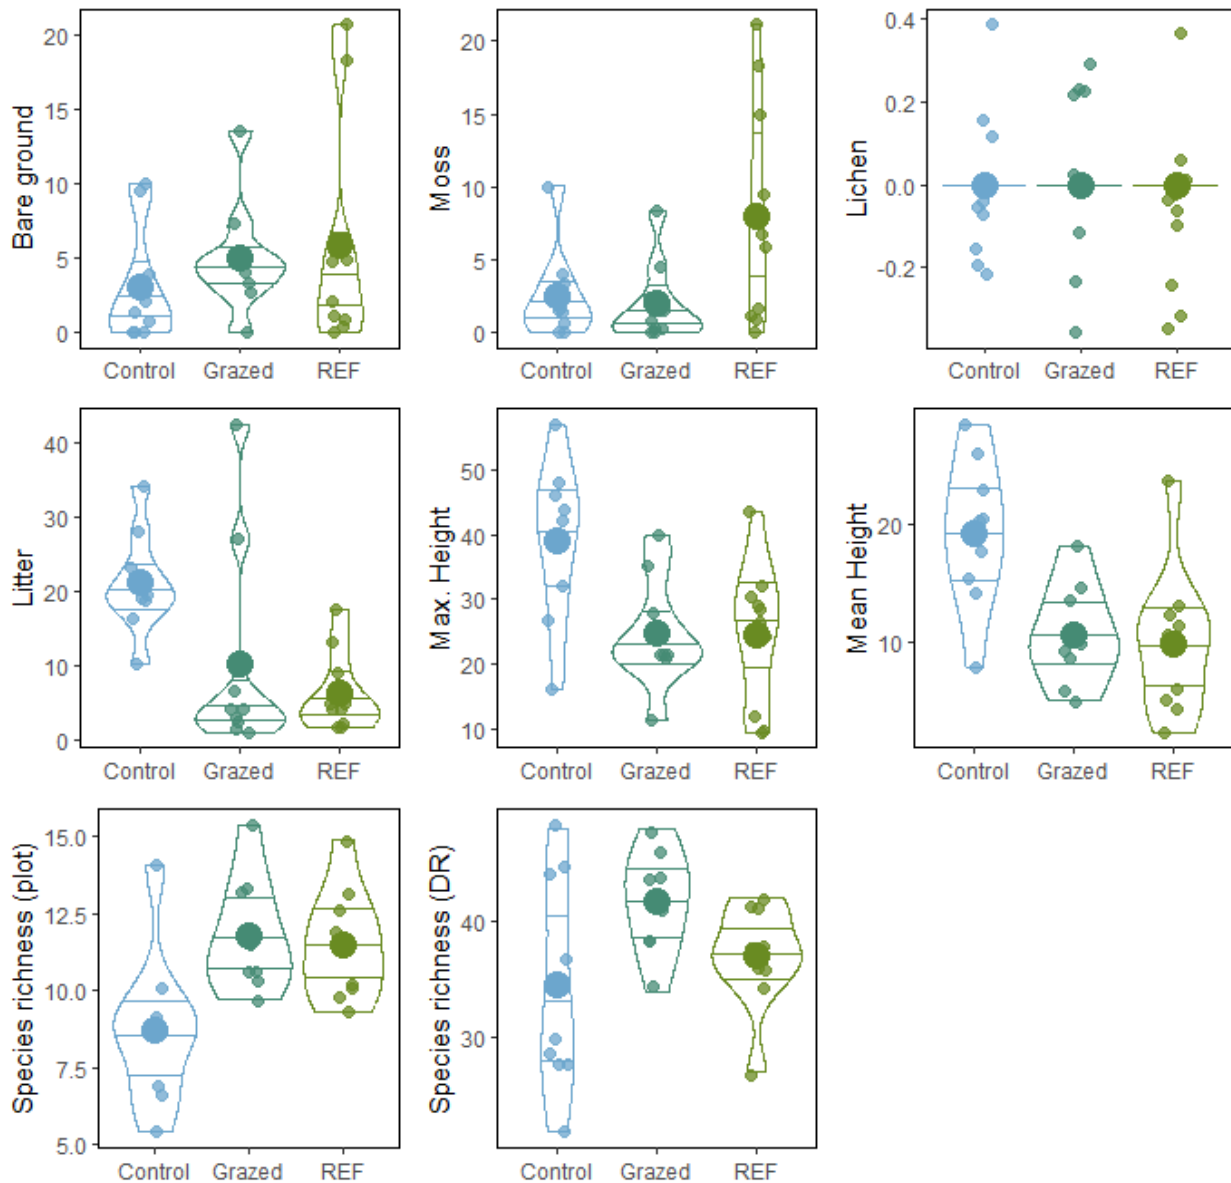 Bare ground
20
15
10
5
0
Control Grazed REF
Moss
20
15
10
5
0
Control Grazed REF
Lichen
0.4
0.2
0.0
-0.2
Control Grazed REF
Litter
40
30
20
10
0
Control Grazed REF
Max. Height
50
40
30
20
10
Control Grazed REF
Mean Height
20
10
Control Grazed REF
Species richness (plot)
15.0
12.5
10.0
7.5
5.0
Control Grazed REF
Species richness (DR)
40
30
Control Grazed REF